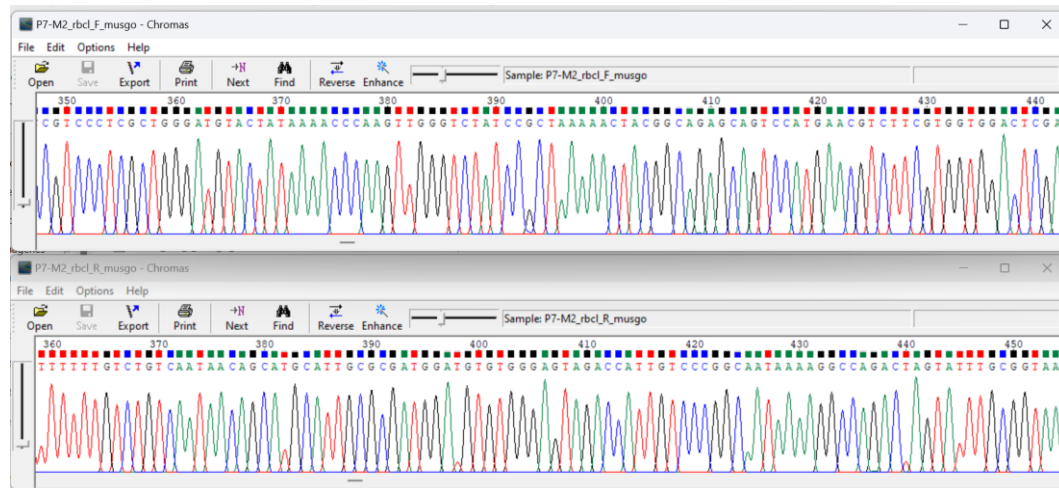 P7-M2_rbcl_F_musgo - Chromas
File Edit Options Help
Open Save Export Print Next Find Reverse Enhance Sample: P7-M2_rbcl_F_musgo
350 360 370 380 390 400 410 420 430 440
CGTCCCTCGCTGGGATGTACTATAAAACCCAAGTTGGGTCTATCCGCTAAAAACTACGGCAGAGCAGTCCATGAACGTCTTCGTGGTGGACTCGA
P7-M2_rbcl_R_musgo - Chromas
File Edit Options Help
Open Save Export Print Next Find Reverse Enhance Sample: P7-M2_rbcl_R_musgo
360 370 380 390 400 410 420 430 440 450
TTTTTTGTCTGTCAATAACAGCATGCATTGCGCGATGGATGTGTGGGAGTAGACCATTGTCCCGGCAATAAAAGGCCAGACTAGTATTTGCGGTAA